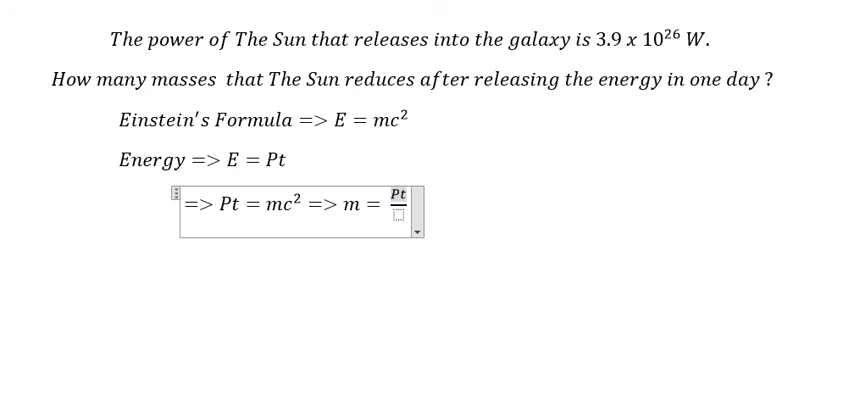 The power of The Sun that releases into the galaxy is 3.9 x 10²⁶ W.
How many masses that The Sun reduces after releasing the energy in one day ?
Einstein's Formula => E = mc²
Energy => E = Pt
=> Pt = mc² => m = Pt/